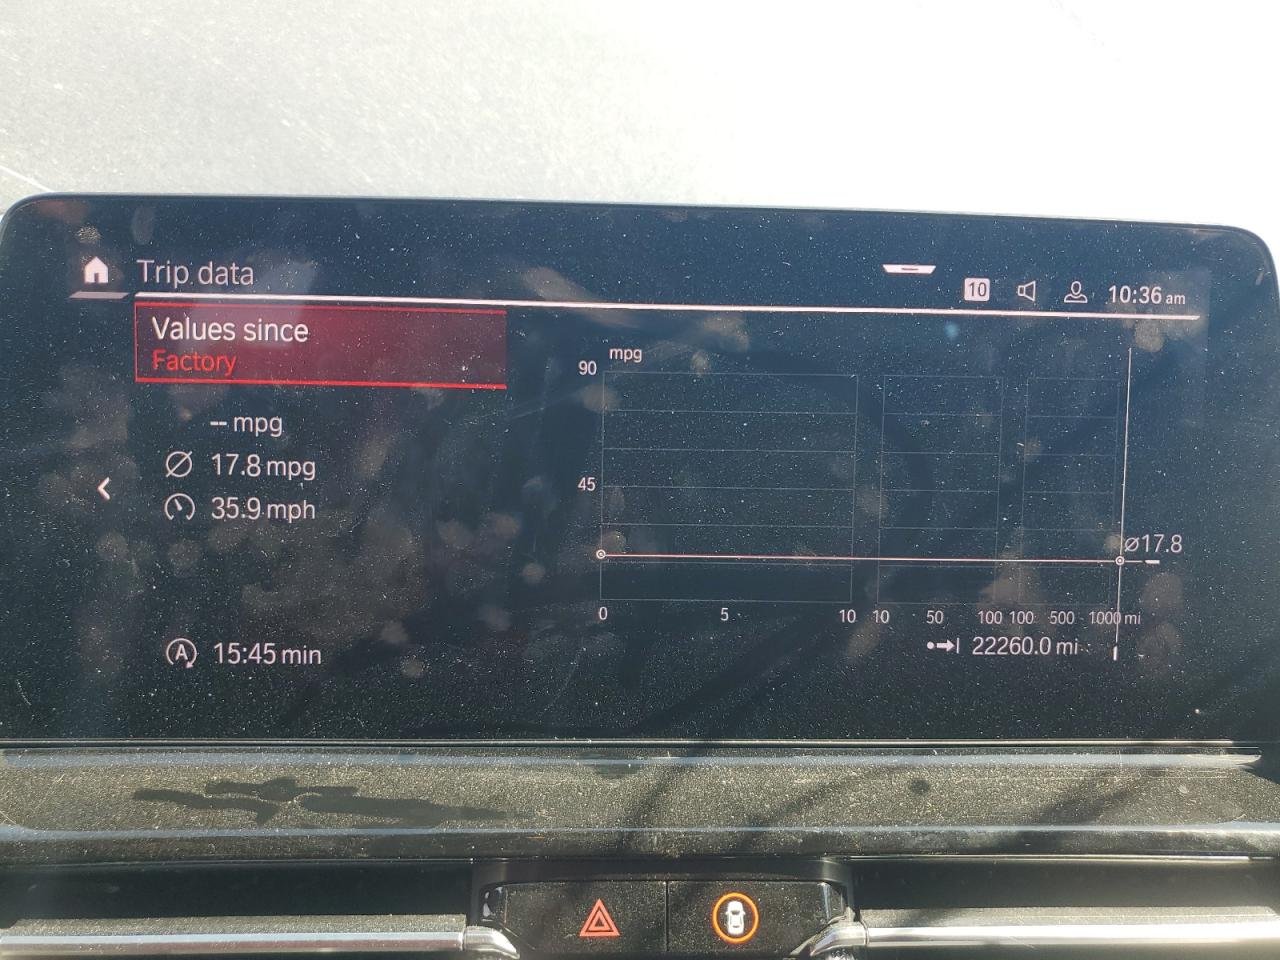 Trip data
10
10:36 am
Values since
Factory
-- mpg
17.8 mpg
35.9 mph
A 15:45 min
mpg
90
45
⌀17.8
0 5 10 10 50 100 100 500 1000 mi
22260.0 mi